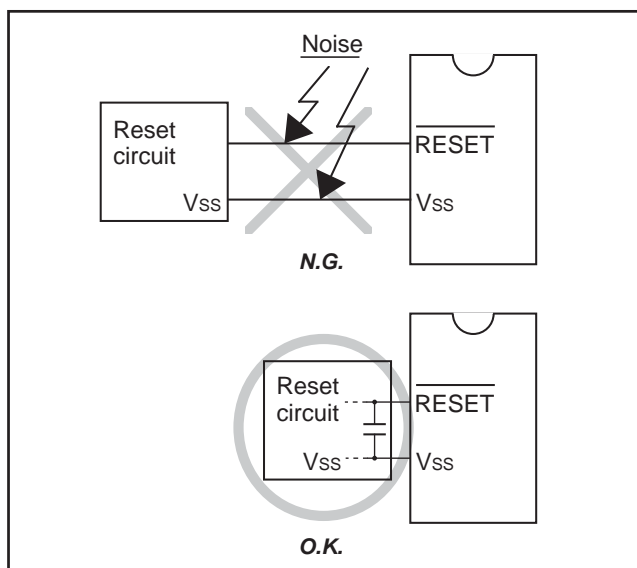 Noise
Reset
circuit
RESET
Vss
Vss
N.G.
Reset
circuit
RESET
Vss
Vss
O.K.